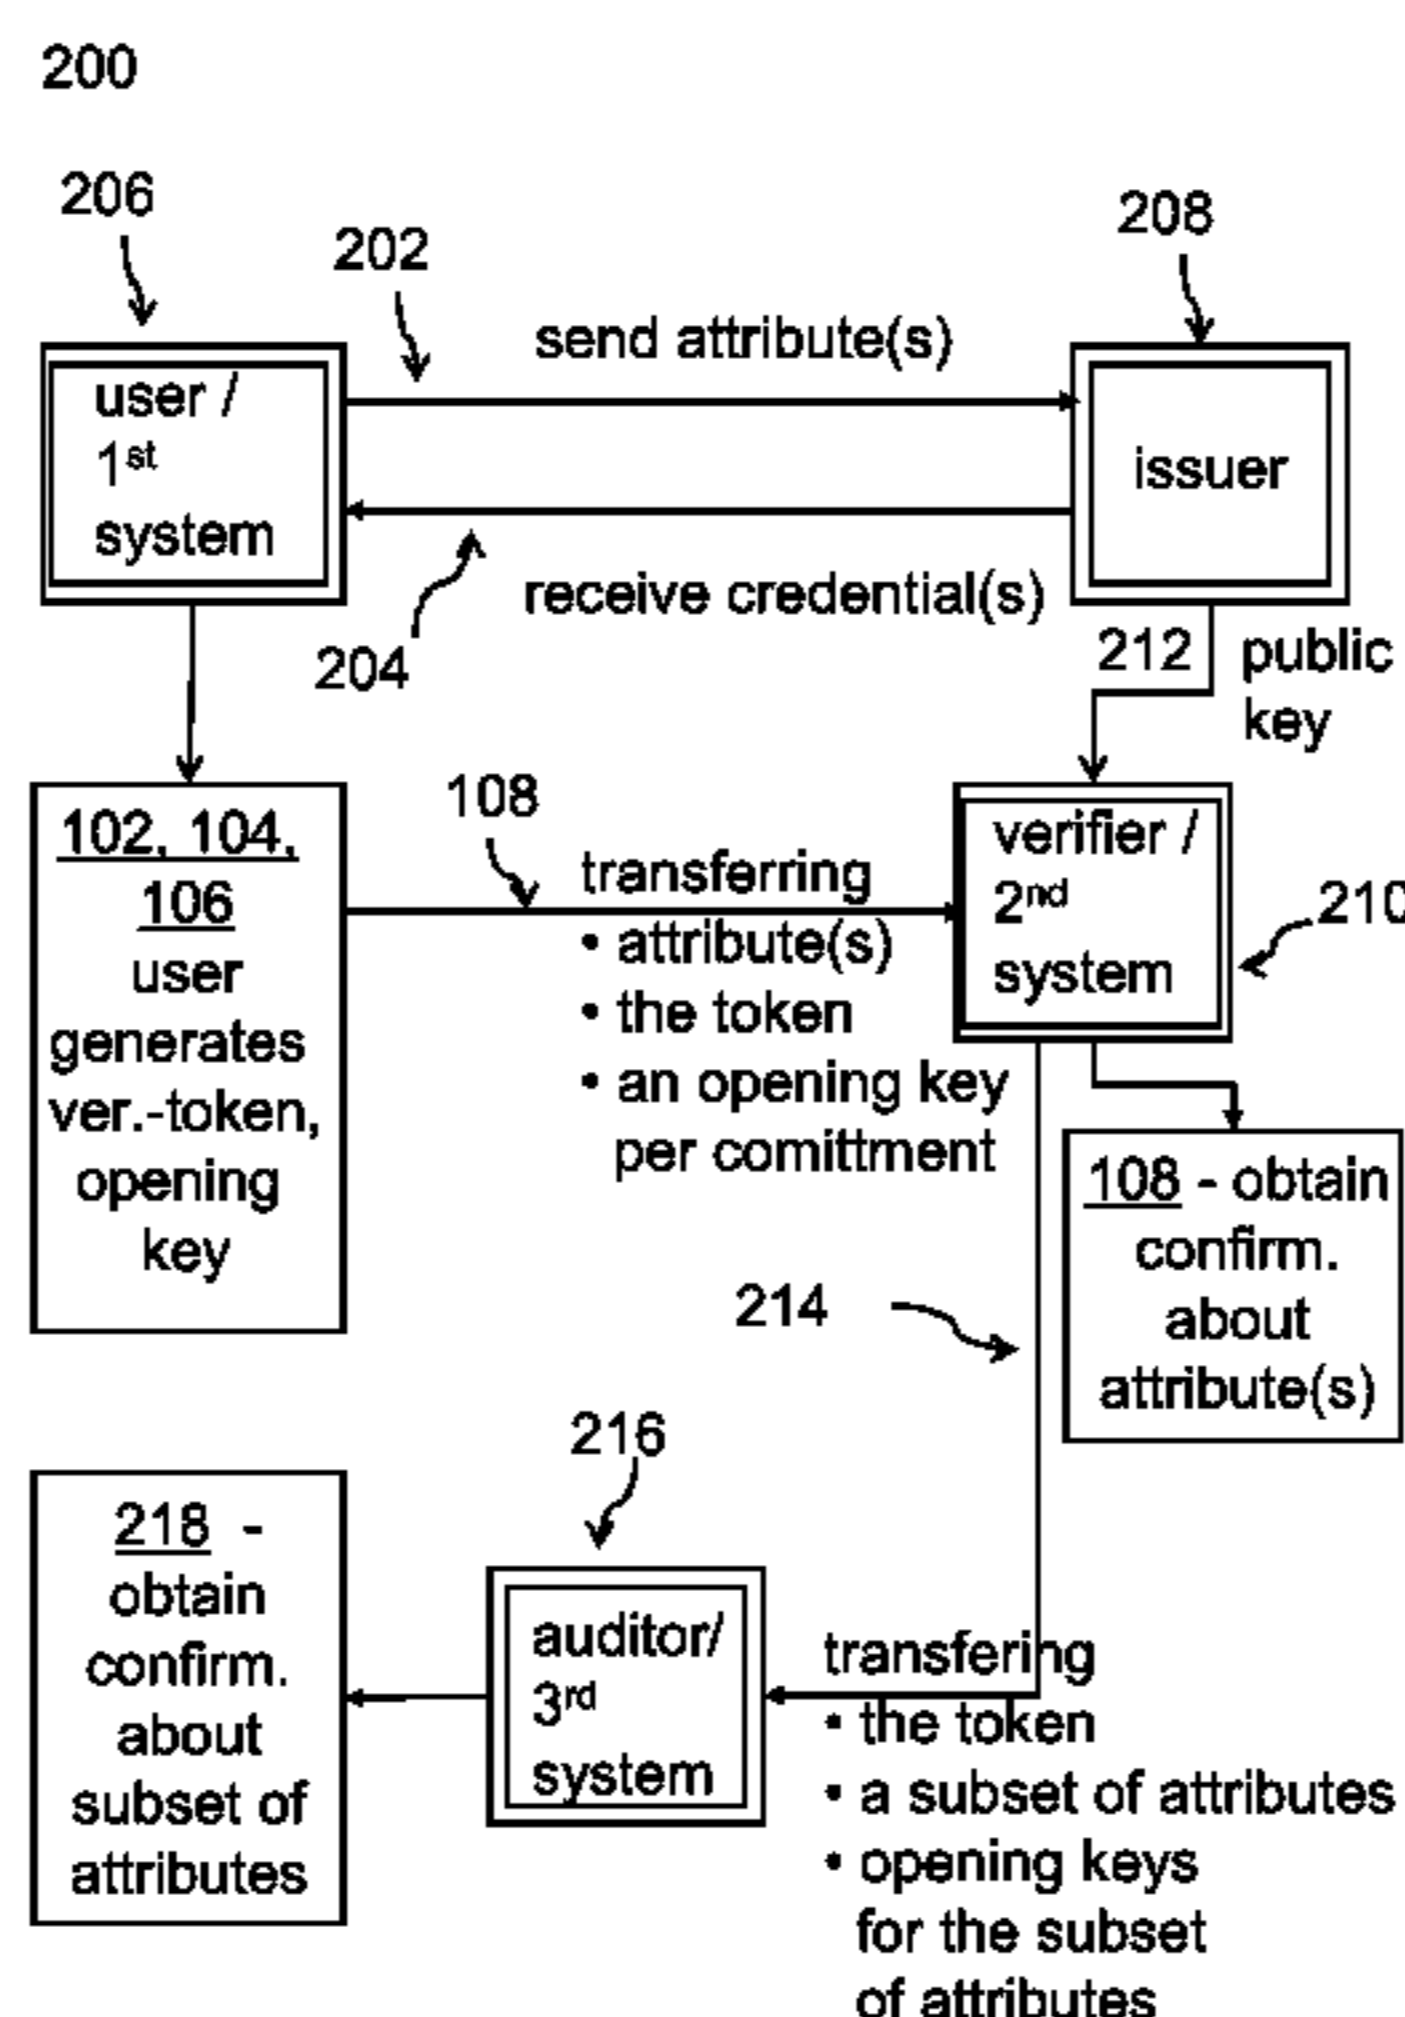 200
206
202
208
send attribute(s)
user /
1st
system
issuer
receive credential(s)
204
212
public
key
102, 104,
106
user
generates
ver.-token,
opening
key
108
transferring
• attribute(s)
• the token
• an opening key
per comittment
verifier /
2nd
system
210
108 - obtain
confirm.
about
attribute(s)
214
216
218 -
obtain
confirm.
about
subset of
attributes
auditor/
3rd
system
transfering
• the token
• a subset of attributes
• opening keys
for the subset
of attributes